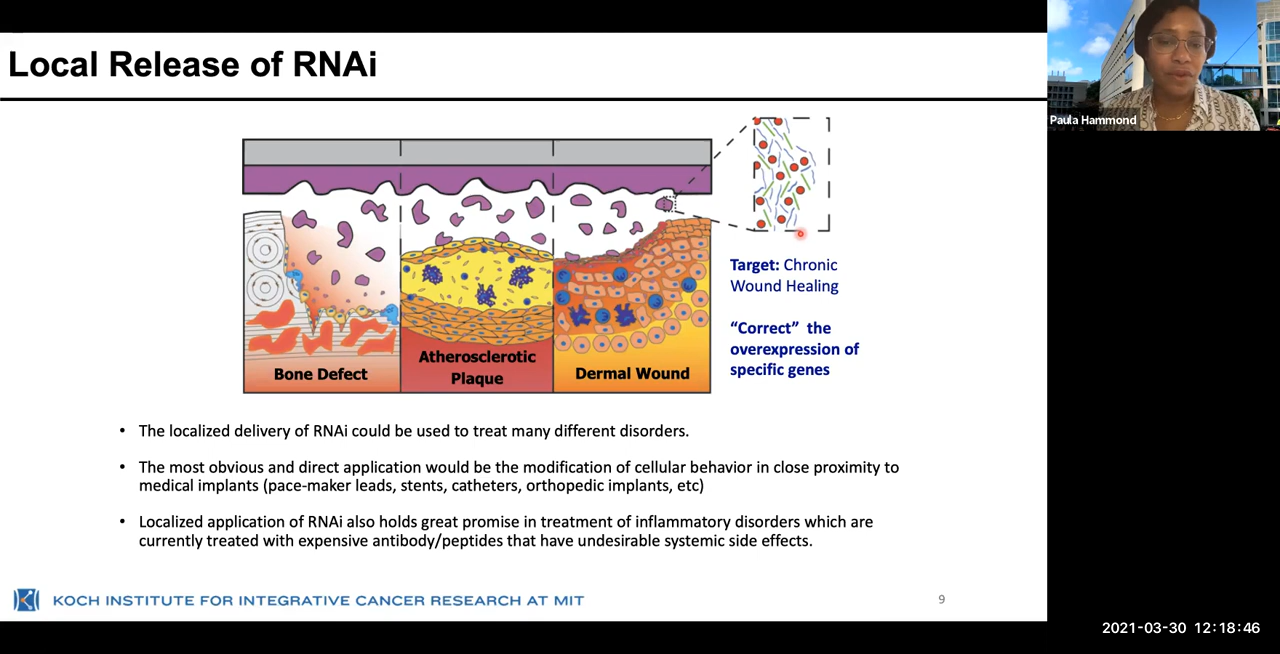 Local Release of RNAi
Paula Hammond
Bone Defect
Atherosclerotic
Plaque
Dermal Wound
Target: Chronic
Wound Healing
“Correct” the
overexpression of
specific genes
• The localized delivery of RNAi could be used to treat many different disorders.
• The most obvious and direct application would be the modification of cellular behavior in close proximity to
medical implants (pace-maker leads, stents, catheters, orthopedic implants, etc)
• Localized application of RNAi also holds great promise in treatment of inflammatory disorders which are
currently treated with expensive antibody/peptides that have undesirable systemic side effects.
KOCH INSTITUTE FOR INTEGRATIVE CANCER RESEARCH AT MIT
9
2021-03-30 12:18:46